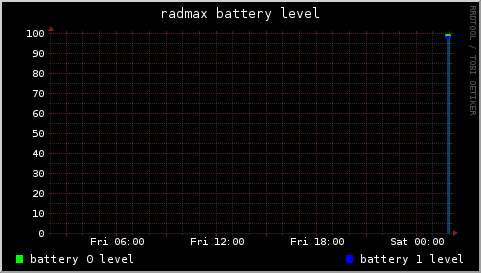 radmax battery level
RRDTOOL / TOBI OETIKER
100
90
80
70
60
50
40
30
20
10
0
Fri 06:00 Fri 12:00 Fri 18:00 Sat 00:00
battery 0 level battery 1 level